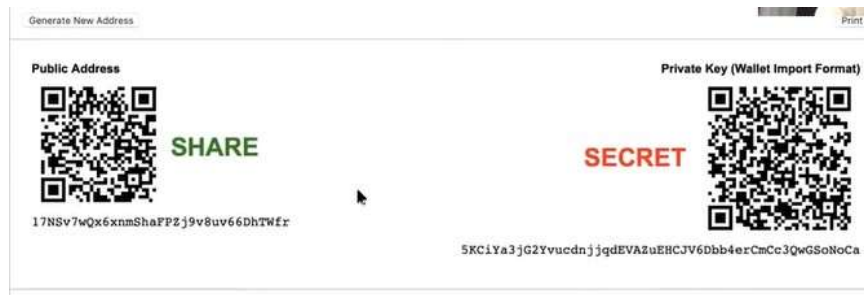 Generate New Address
Print
Public Address
Private Key (Wallet Import Format)
SHARE
SECRET
17NSv7wQx6xnmShaFPZj9v8uv66DhTWfr
5KCiYa3jG2YvucdnjjqdEVAZuEHCJV6Dbb4erCmCc3QwGSoNoCa